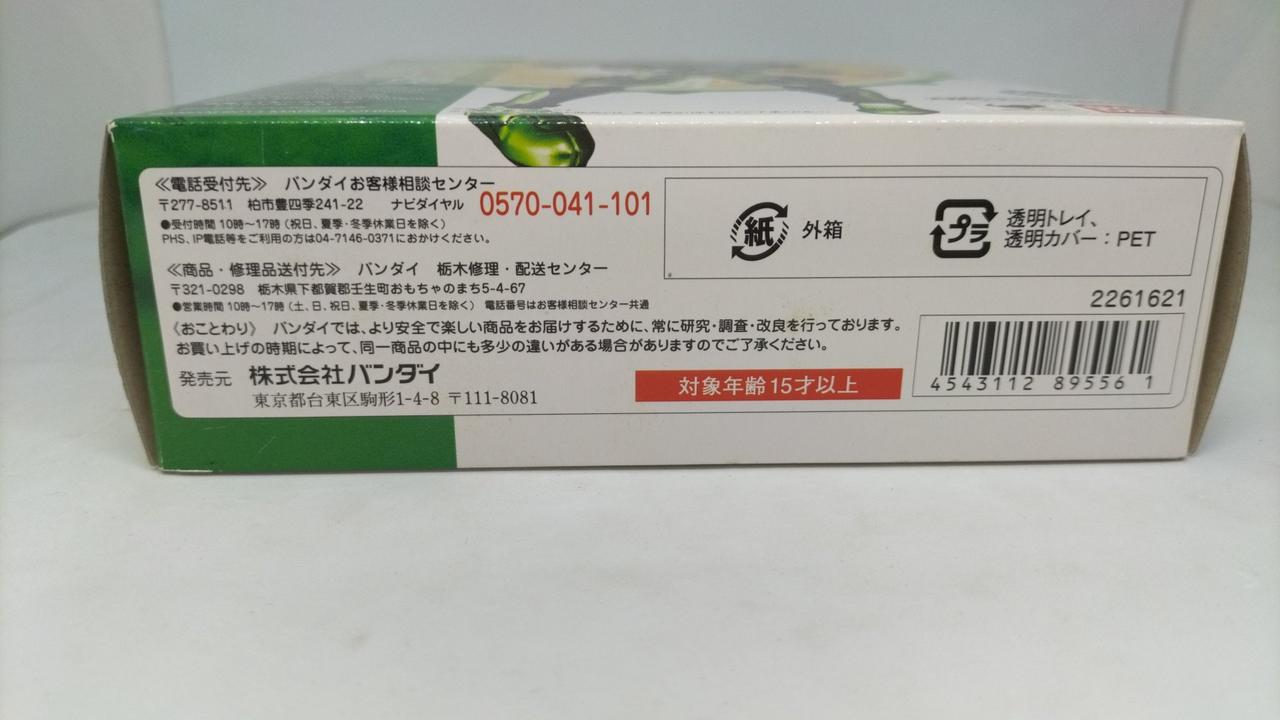 ≪電話受付先≫ バンダイお客様相談センター
〒277-8511 柏市豊四季241-22 ナビダイヤル 0570-041-101
●受付時間 10時〜17時 (祝日、夏季・冬季休業日を除く)
PHS、IP電話等をご利用の方は04-7146-0371におかけください。
≪商品・修理品送付先≫ バンダイ 栃木修理・配送センター
〒321-0298 栃木県下都賀郡壬生町おもちゃのまち5-4-67
●営業時間 10時〜17時 (土、日、祝日、夏季・冬季休業日を除く) 電話番号はお客様相談センター共通
《おことわり》 バンダイでは、より安全で楽しい商品をお届けするために、常に研究・調査・改良を行っております。
お買い上げの時期によって、同一商品の中にも多少の違いがある場合がありますのでご了承ください。
発売元 株式会社バンダイ
東京都台東区駒形1-4-8 〒111-8081
対象年齢15才以上
紙 外箱
プラ 透明トレイ、
透明カバー：PET
2261621
4543112 895561